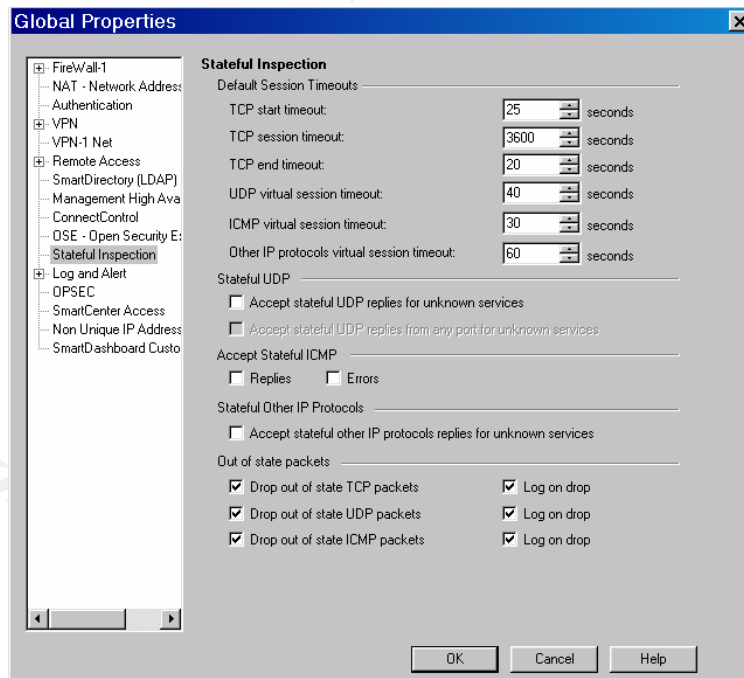 Global Properties
FireWall-1
NAT - Network Address
Authentication
VPN
VPN-1 Net
Remote Access
SmartDirectory (LDAP)
Management High Ava
ConnectControl
OSE - Open Security E
Stateful Inspection
Log and Alert
OPSEC
SmartCenter Access
Non Unique IP Address
SmartDashboard Custo
Stateful Inspection
Default Session Timeouts
TCP start timeout: 25 seconds
TCP session timeout: 3600 seconds
TCP end timeout: 20 seconds
UDP virtual session timeout: 40 seconds
ICMP virtual session timeout: 30 seconds
Other IP protocols virtual session timeout: 60 seconds
Stateful UDP
Accept stateful UDP replies for unknown services
Accept stateful UDP replies from any port for unknown services
Accept Stateful ICMP
Replies Errors
Stateful Other IP Protocols
Accept stateful other IP protocols replies for unknown services
Out of state packets
Drop out of state TCP packets Log on drop
Drop out of state UDP packets Log on drop
Drop out of state ICMP packets Log on drop
OK Cancel Help